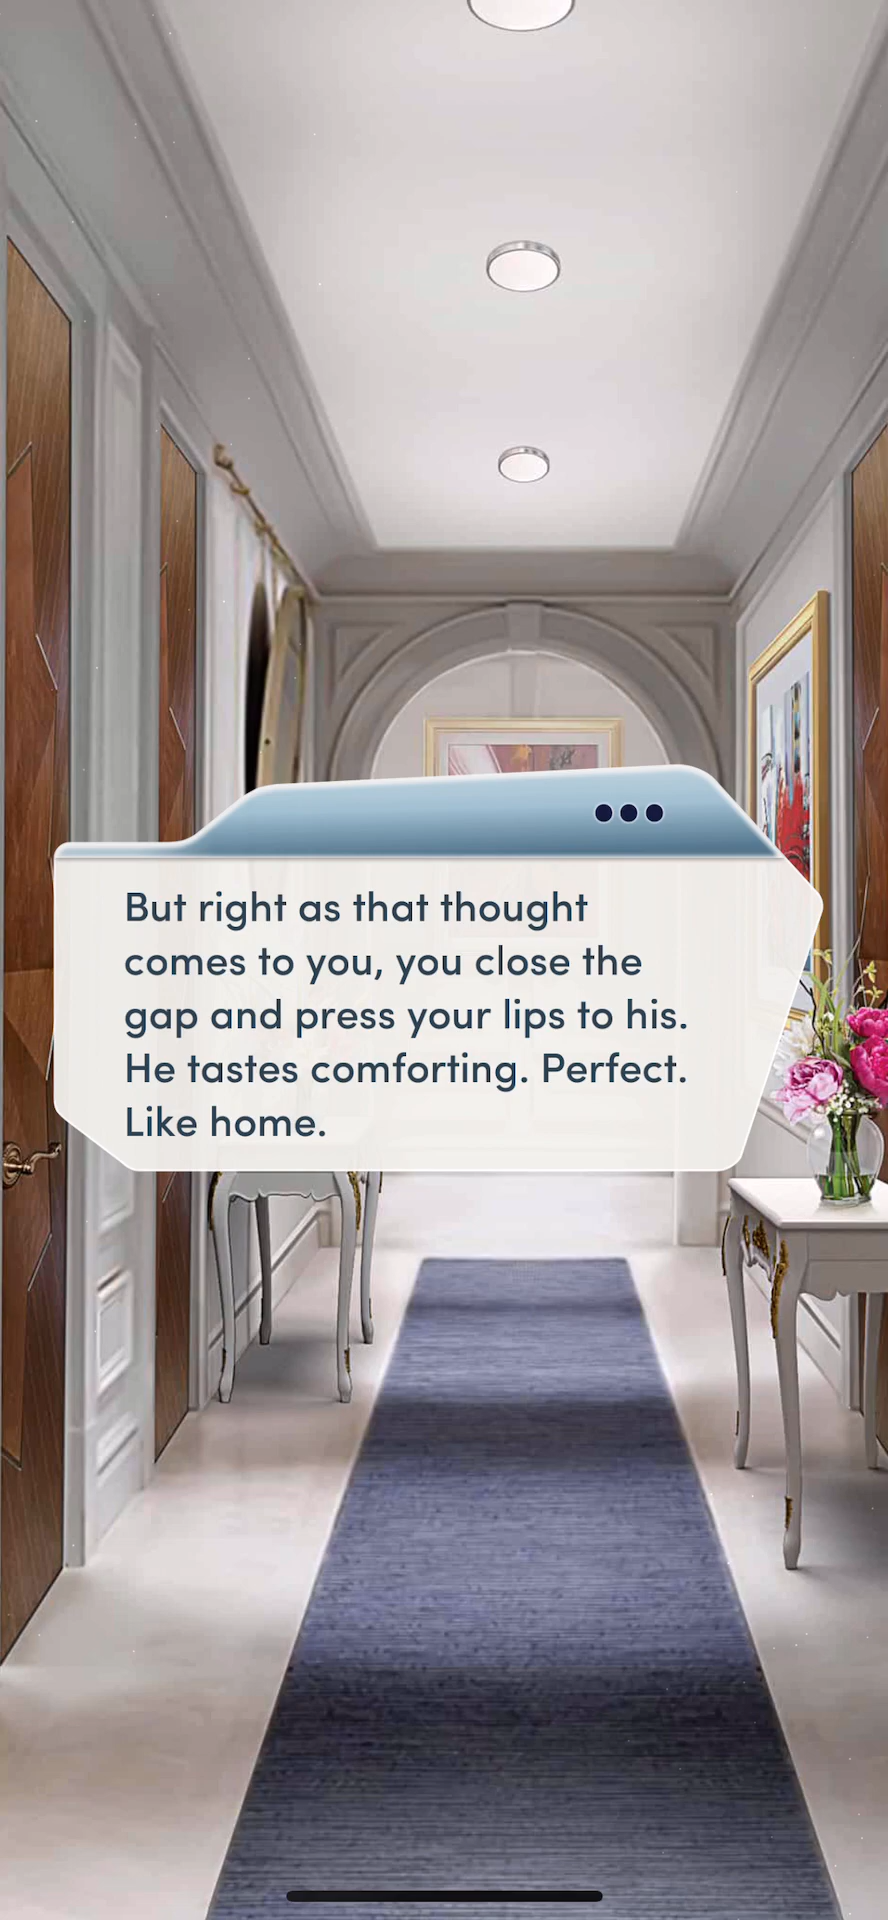 But right as that thought
comes to you, you close the
gap and press your lips to his.
He tastes comforting. Perfect.
Like home.